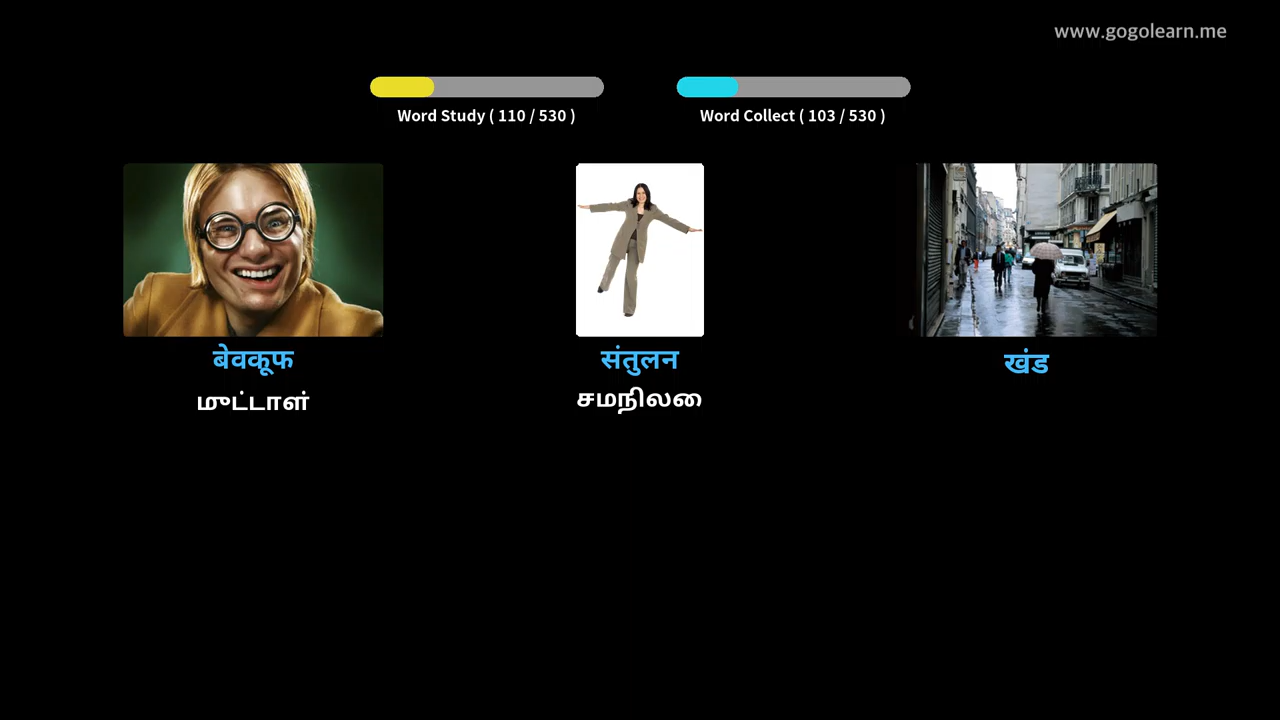 www.gogolearn.me
Word Study ( 110 / 530 )
Word Collect ( 103 / 530 )
बेवकूफ
संतुलन
खंड
முட்டாள்
சமநிலை